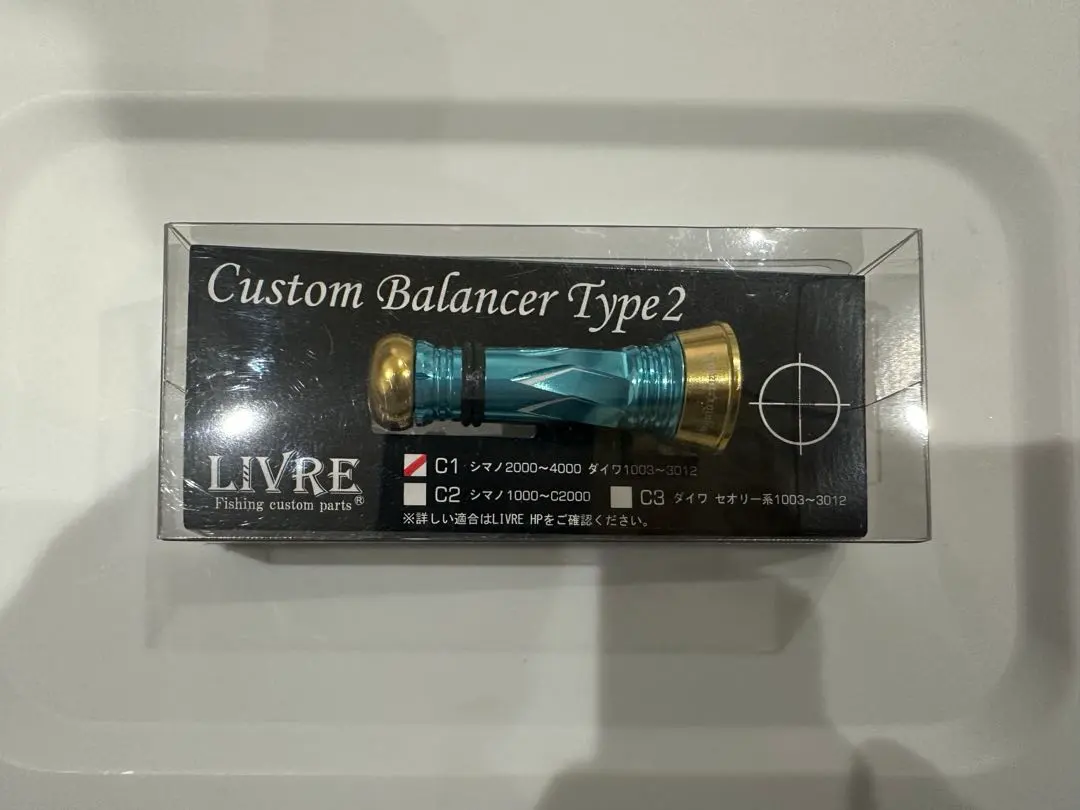 Custom Balancer Type2
LIVRE
Fishing custom parts®
C1 シマノ2000〜4000 ダイワ1003〜3012
C2 シマノ1000〜C2000
C3 ダイワ セオリー系1003〜3012
※詳しい適合はLIVRE HPをご確認ください。